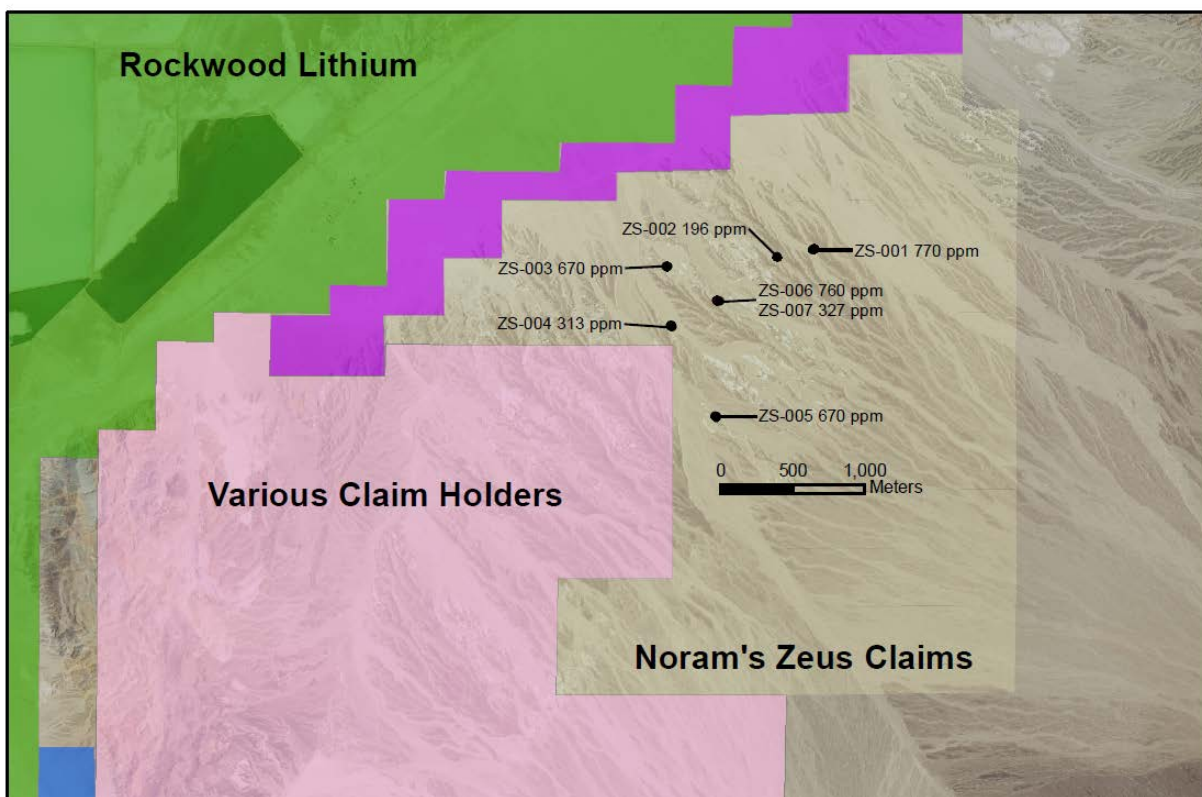 Rockwood Lithium
ZS-002 196 ppm
ZS-001 770 ppm
ZS-003 670 ppm
ZS-006 760 ppm
ZS-007 327 ppm
ZS-004 313 ppm
ZS-005 670 ppm
0 500 1,000
Meters
Various Claim Holders
Noram's Zeus Claims